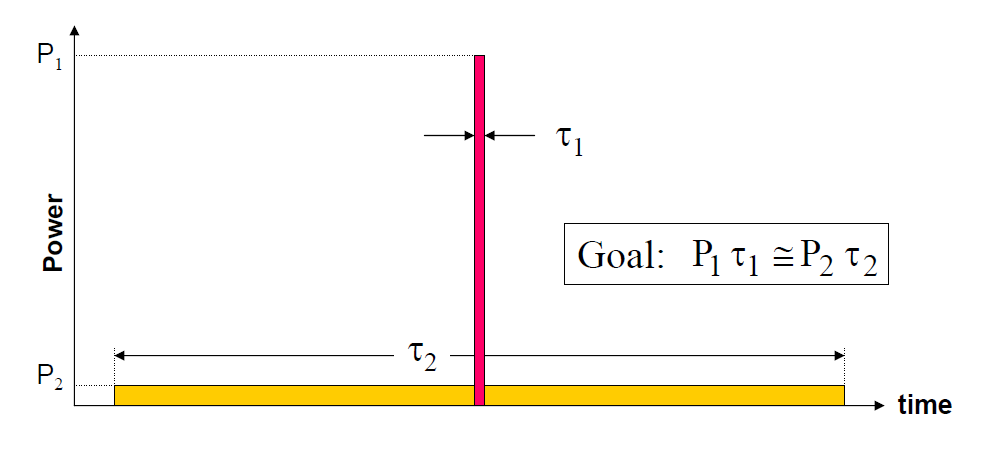 P₁
τ₁
Power
Goal: P₁ τ₁ ≅ P₂ τ₂
τ₂
P₂
time